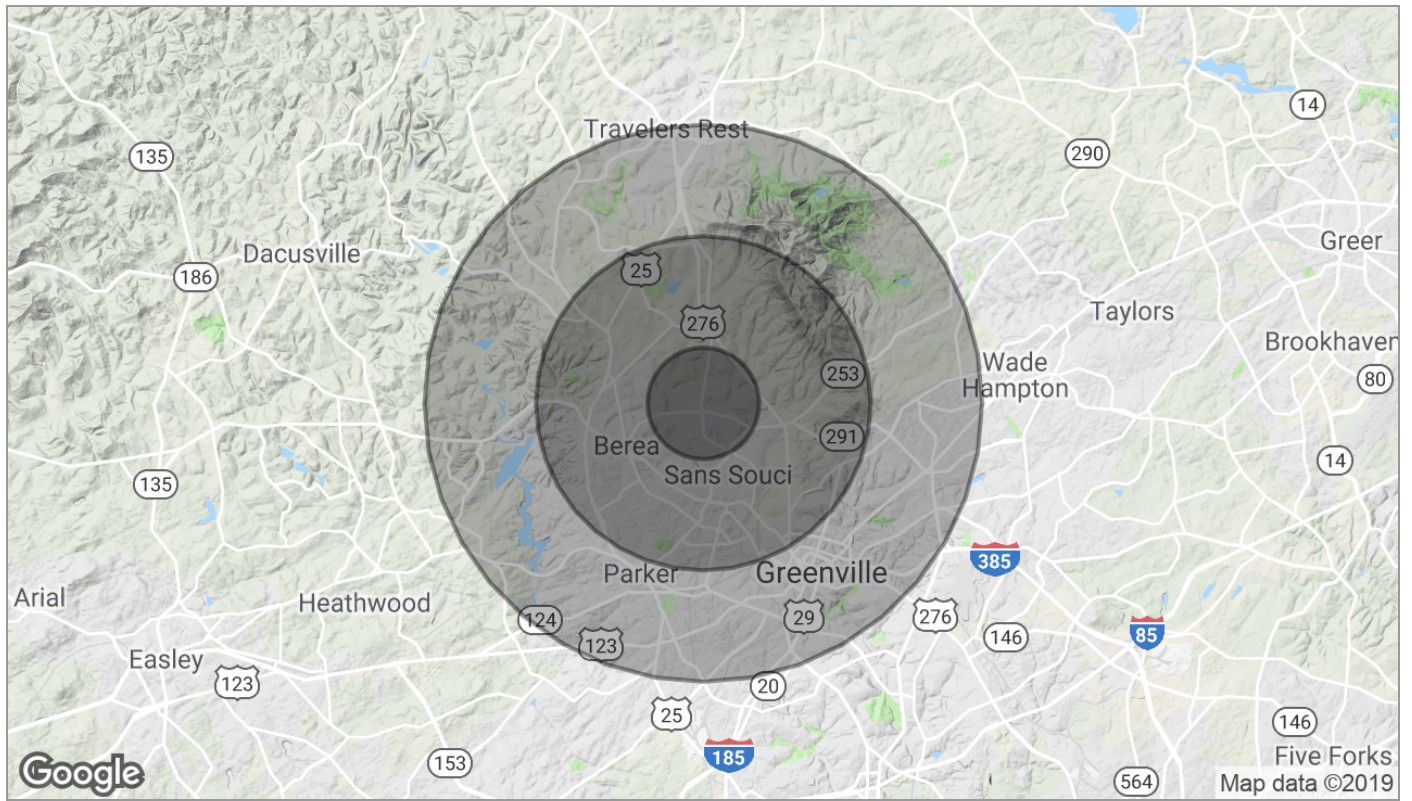 Travelers Rest
14
135
290
Dacusville
Greer
186
25
Taylors
276
Brookhaven
Wade
Hampton
253
80
Berea
291
14
Sans Souci
135
385
Parker
Greenville
Arial
Heathwood
124
29
276
85
146
123
Easley
123
20
25
146
185
Five Forks
153
Google
564
Map data ©2019